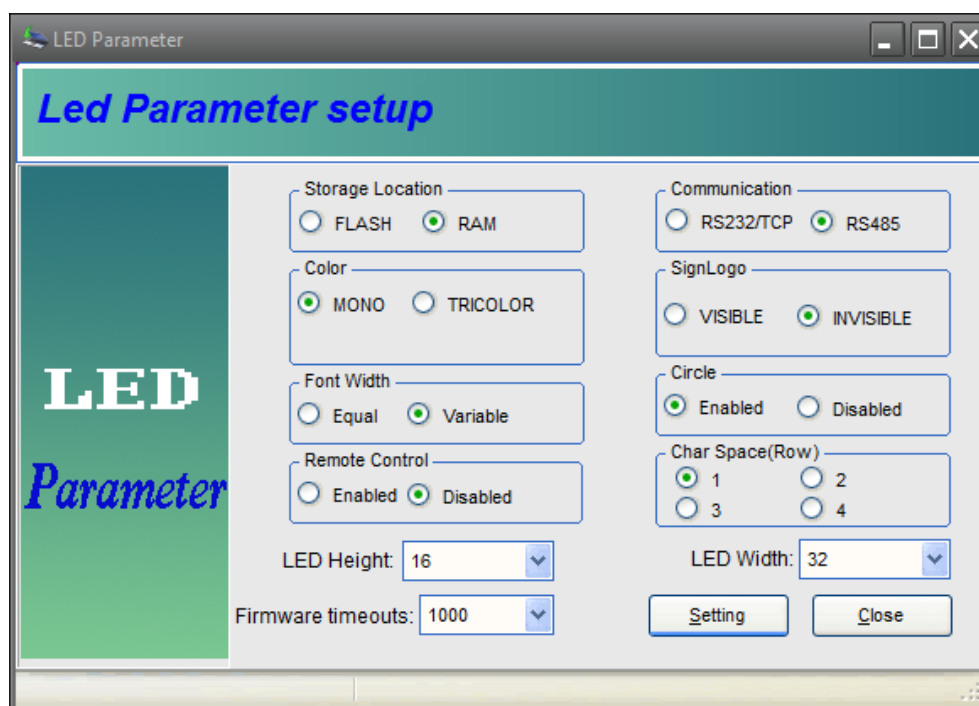 LED Parameter
Led Parameter setup
LED
Parameter
Storage Location
FLASH RAM
Communication
RS232/TCP RS485
Color
MONO TRICOLOR
SignLogo
VISIBLE INVISIBLE
Font Width
Equal Variable
Circle
Enabled Disabled
Remote Control
Enabled Disabled
Char Space(Row)
1 2
3 4
LED Height: 16
LED Width: 32
Firmware timeouts: 1000
Setting
Close